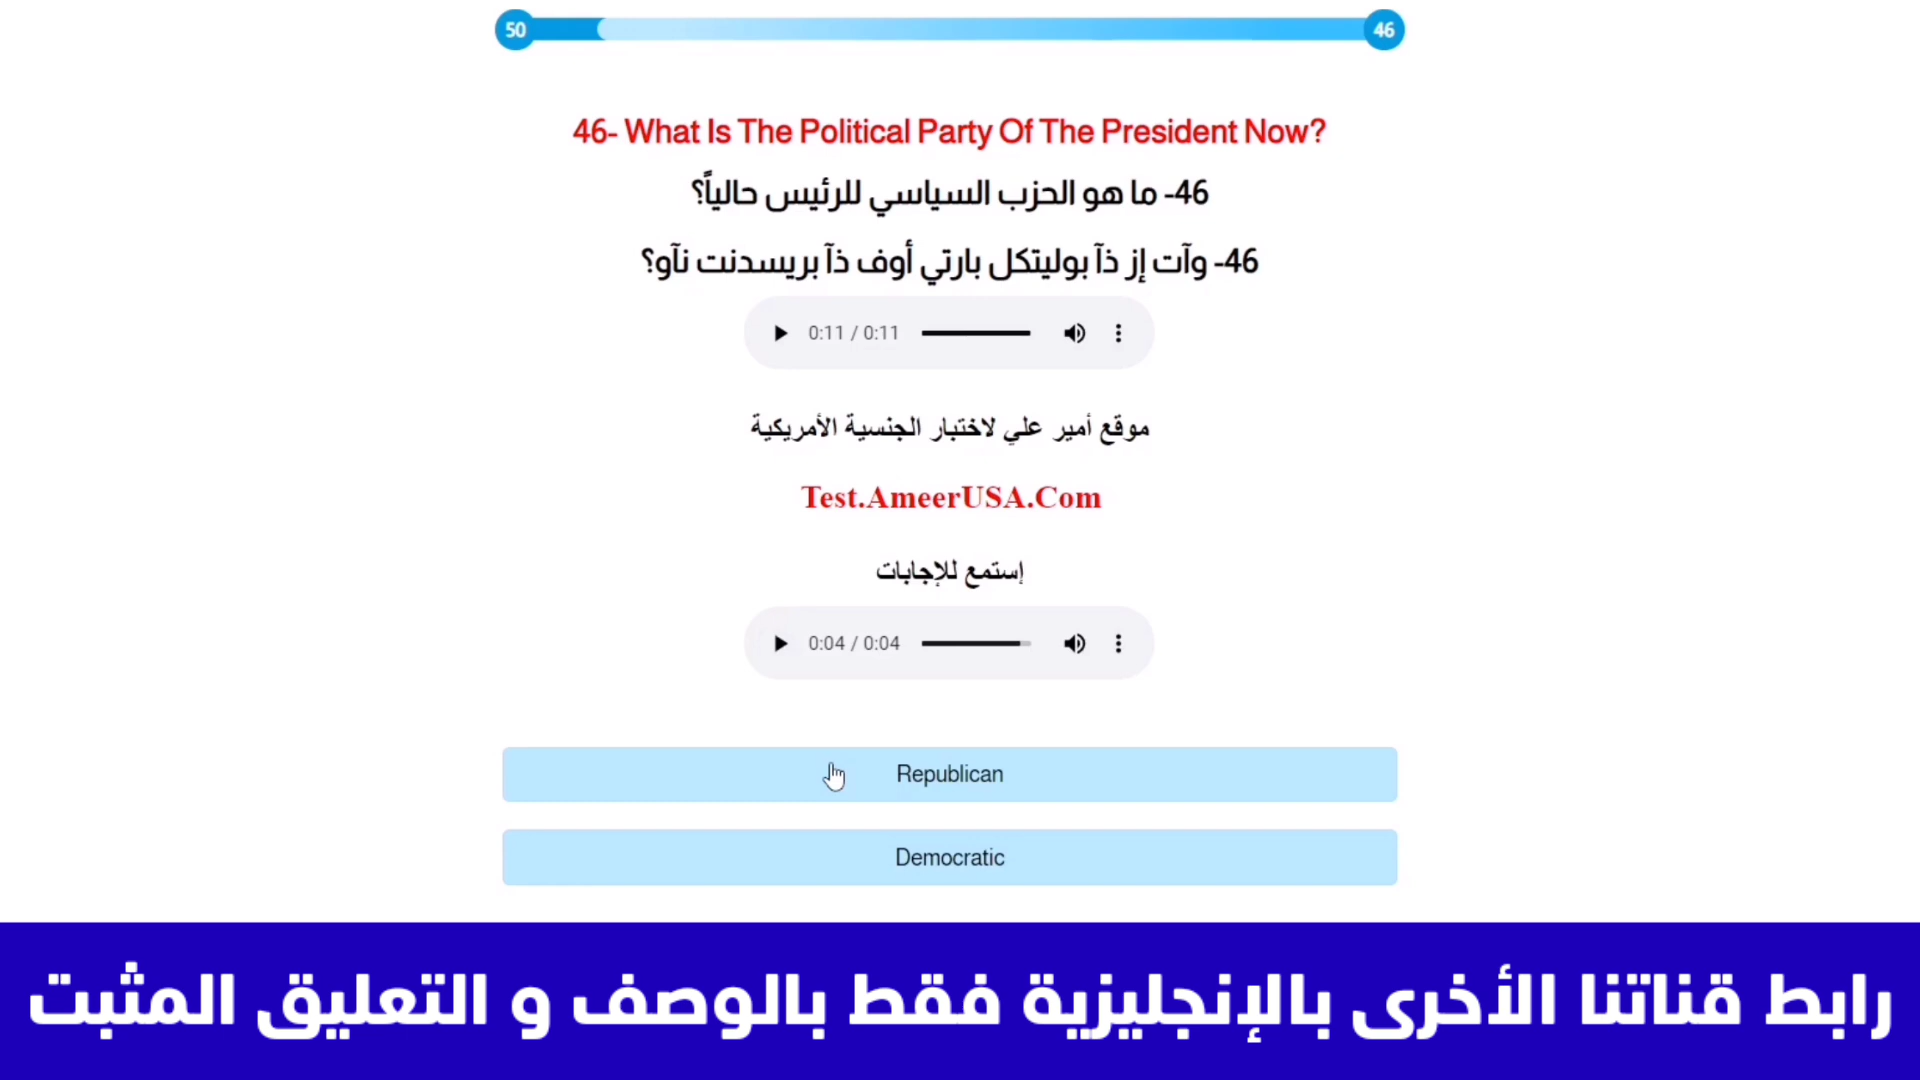 50 46
46- What Is The Political Party Of The President Now?
46- ما هو الحزب السياسي للرئيس حالياً؟
46- وآت إز ذآ بوليتكل بارتي أوف ذآ بريسدنت نآو؟
0:11 / 0:11
موقع أمير علي لاختبار الجنسية الأمريكية
Test.AmeerUSA.Com
إستمع للإجابات
0:04 / 0:04
Republican
Democratic
رابط قناتنا الأخرى بالإنجليزية فقط بالوصف و التعليق المثبت